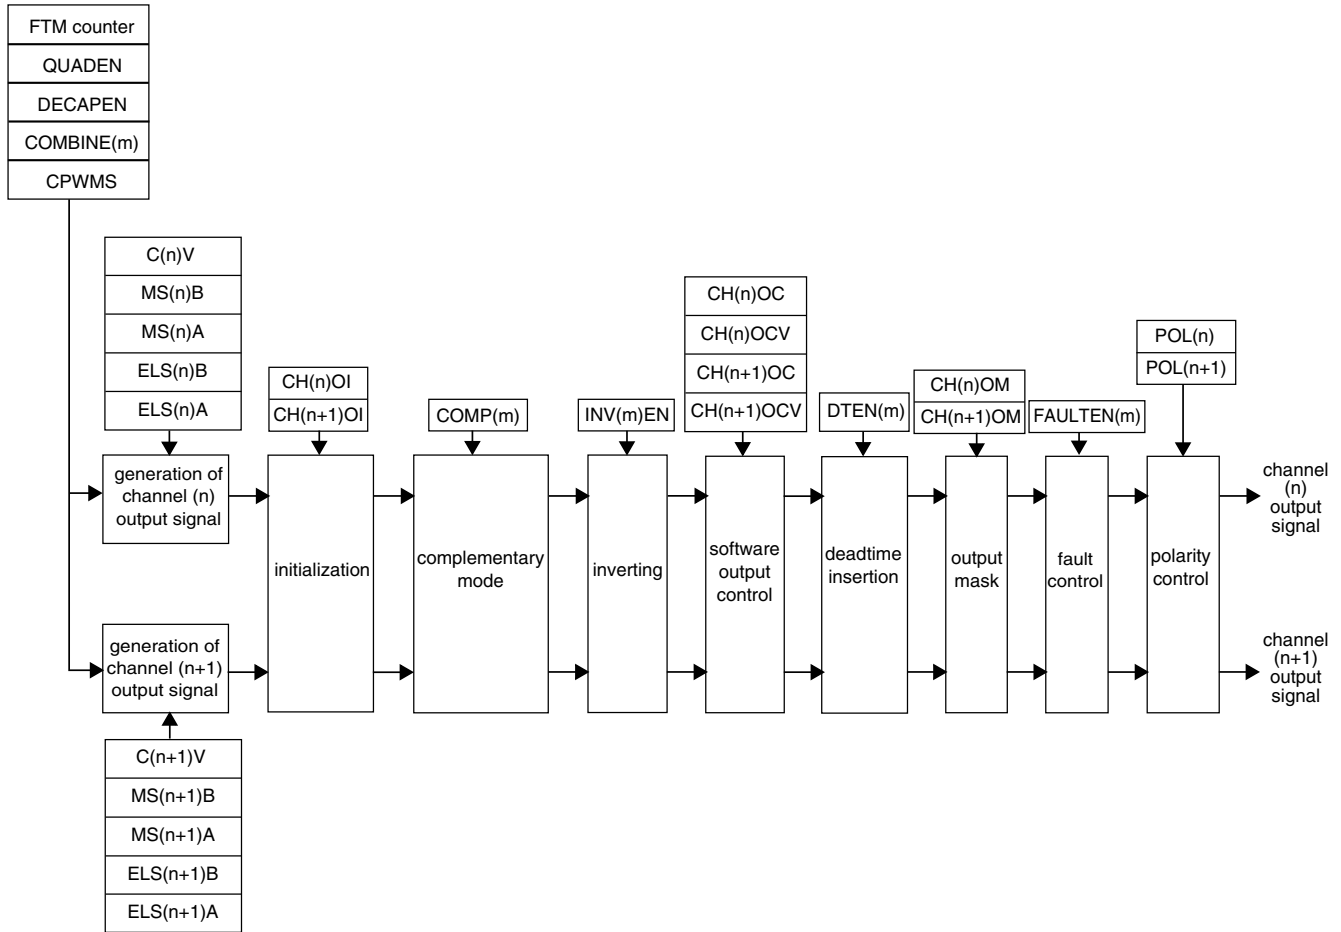 FTM counter
QUADEN
DECAPEN
COMBINE(m)
CPWMS
C(n)V
MS(n)B
MS(n)A
ELS(n)B
ELS(n)A
CH(n)OI
CH(n+1)OI
COMP(m)
INV(m)EN
CH(n)OC
CH(n)OCV
CH(n+1)OC
CH(n+1)OCV
DTEN(m)
CH(n)OM
CH(n+1)OM
FAULTEN(m)
POL(n)
POL(n+1)
generation of
channel (n)
output signal
initialization
complementary
mode
inverting
software
output
control
deadtime
insertion
output
mask
fault
control
polarity
control
channel
(n)
output
signal
generation of
channel (n+1)
output signal
channel
(n+1)
output
signal
C(n+1)V
MS(n+1)B
MS(n+1)A
ELS(n+1)B
ELS(n+1)A